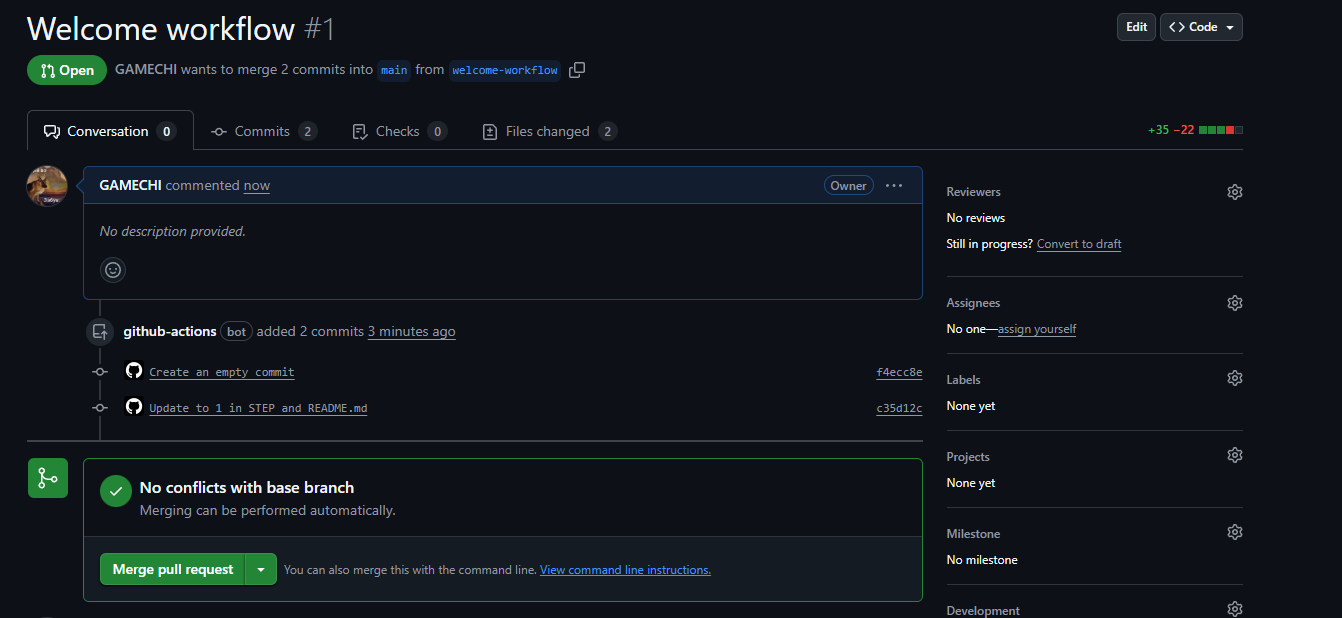 Welcome workflow #1
Edit
Code
Open
GAMECHI wants to merge 2 commits into main from welcome-workflow
Conversation 0
Commits 2
Checks 0
Files changed 2
+35 −22
GAMECHI commented now
Owner
No description provided.
github-actions bot added 2 commits 3 minutes ago
Create an empty commit
f4ecc8e
Update to 1 in STEP and README.md
c35d12c
No conflicts with base branch
Merging can be performed automatically.
Merge pull request
You can also merge this with the command line. View command line instructions.
Reviewers
No reviews
Still in progress? Convert to draft
Assignees
No one—assign yourself
Labels
None yet
Projects
None yet
Milestone
No milestone
Development